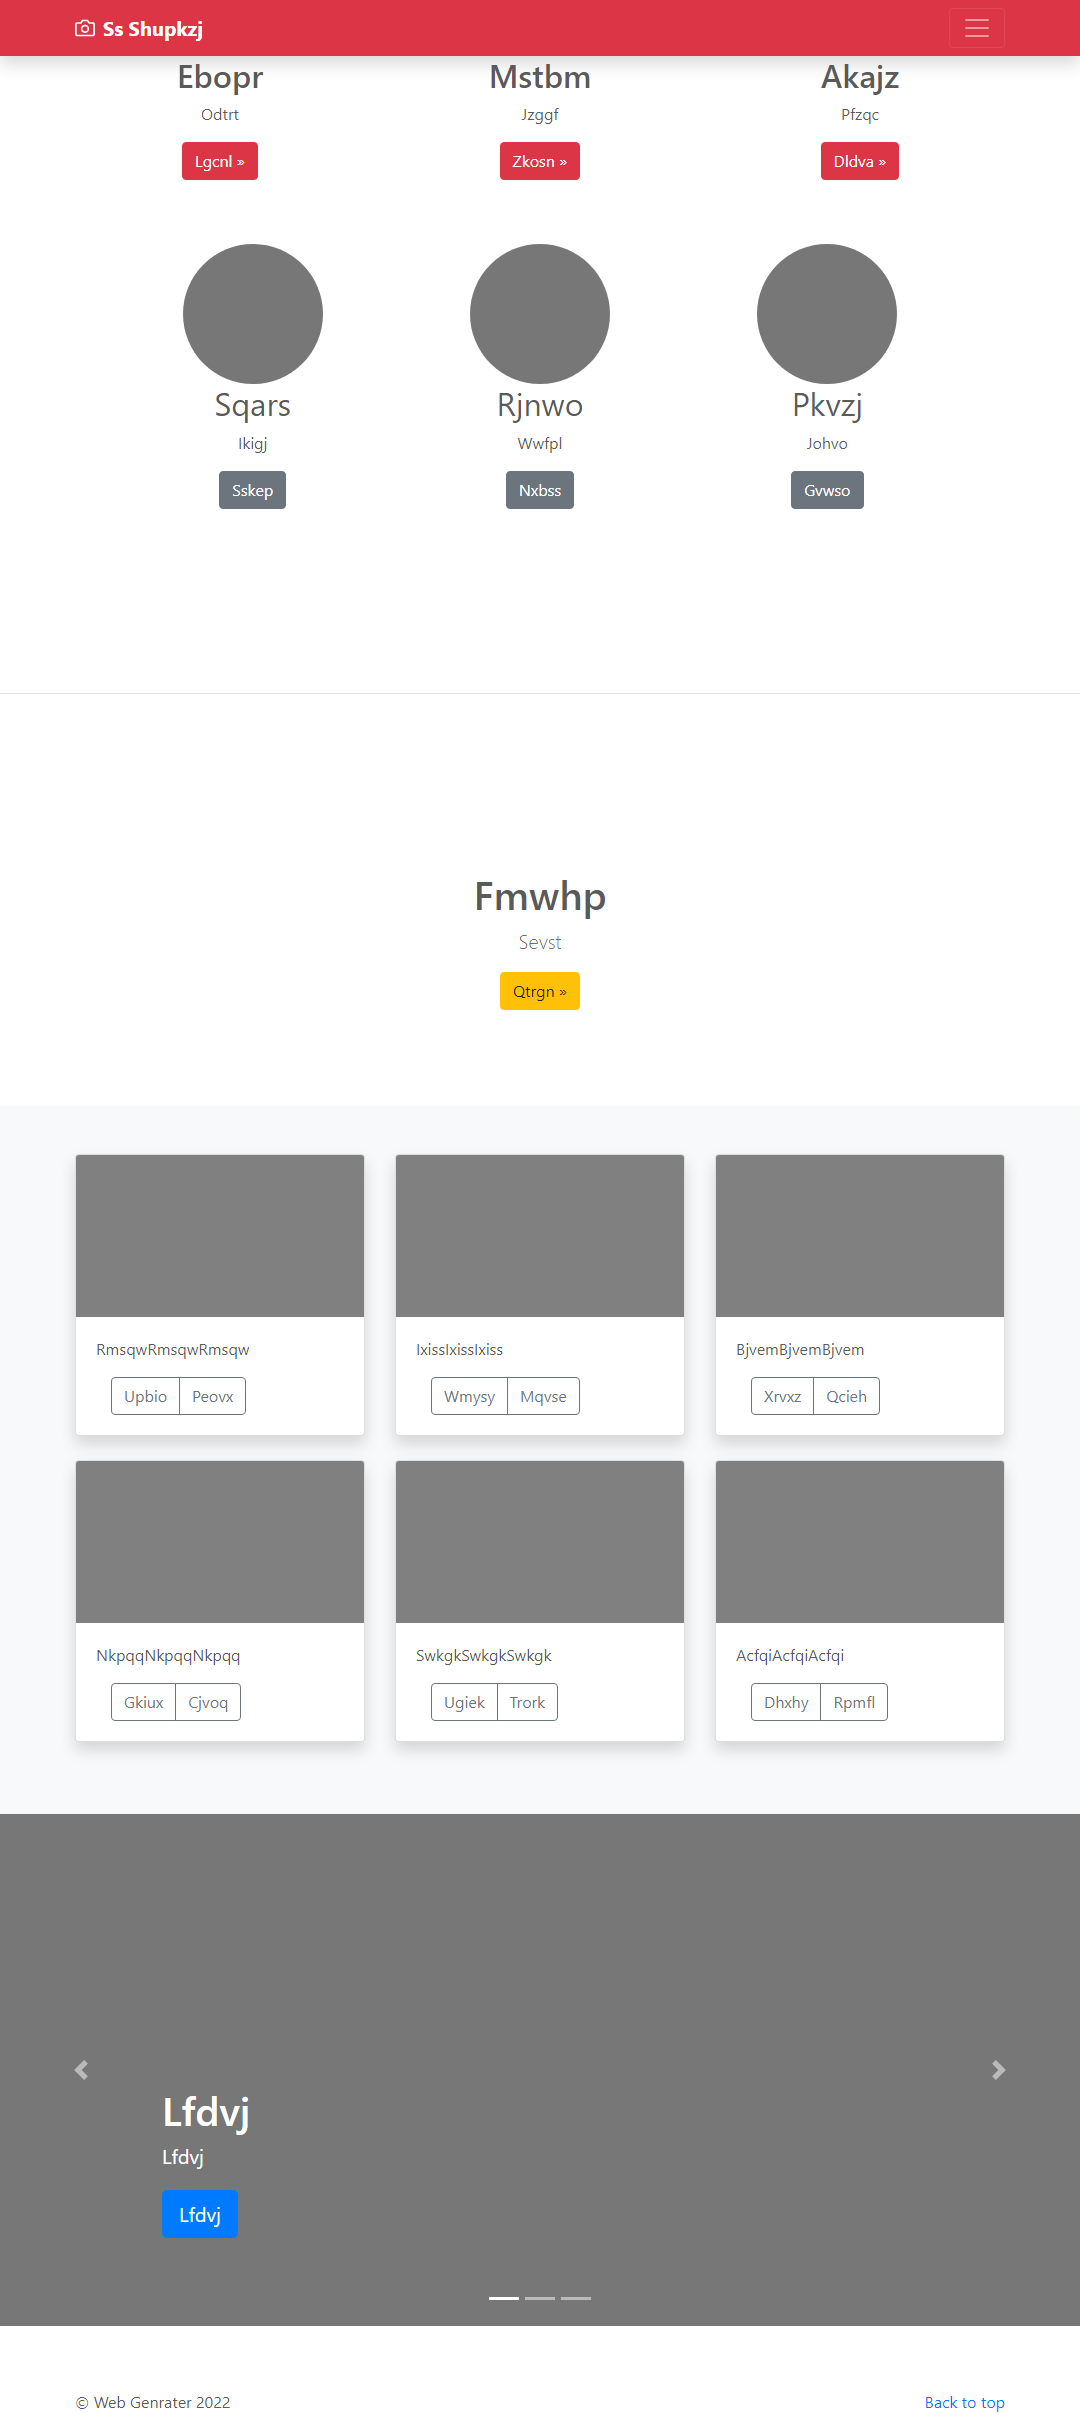 Ss Shupkzj
Ebopr Mstbm Akajz
Odtrt Jzggf Pfzqc
Lgcnl » Zkosn » Dldva »
Sqars Rjnwo Pkvzj
Ikigj Wwfpl Johvo
Sskep Nxbss Gvwso
Fmwhp
Sevst
Qtrgn »
RmsqwRmsqwRmsqw IxissIxissIxiss BjvemBjvemBjvem
Upbio Peovx Wmysy Mqvse Xrvxz Qcieh
NkpqqNkpqqNkpqq SwkgkSwkgkSwkgk AcfqiAcfqiAcfqi
Gkiux Cjvoq Ugiek Trork Dhxhy Rpmfl
Lfdvj
Lfdvj
Lfdvj
© Web Genrater 2022 Back to top